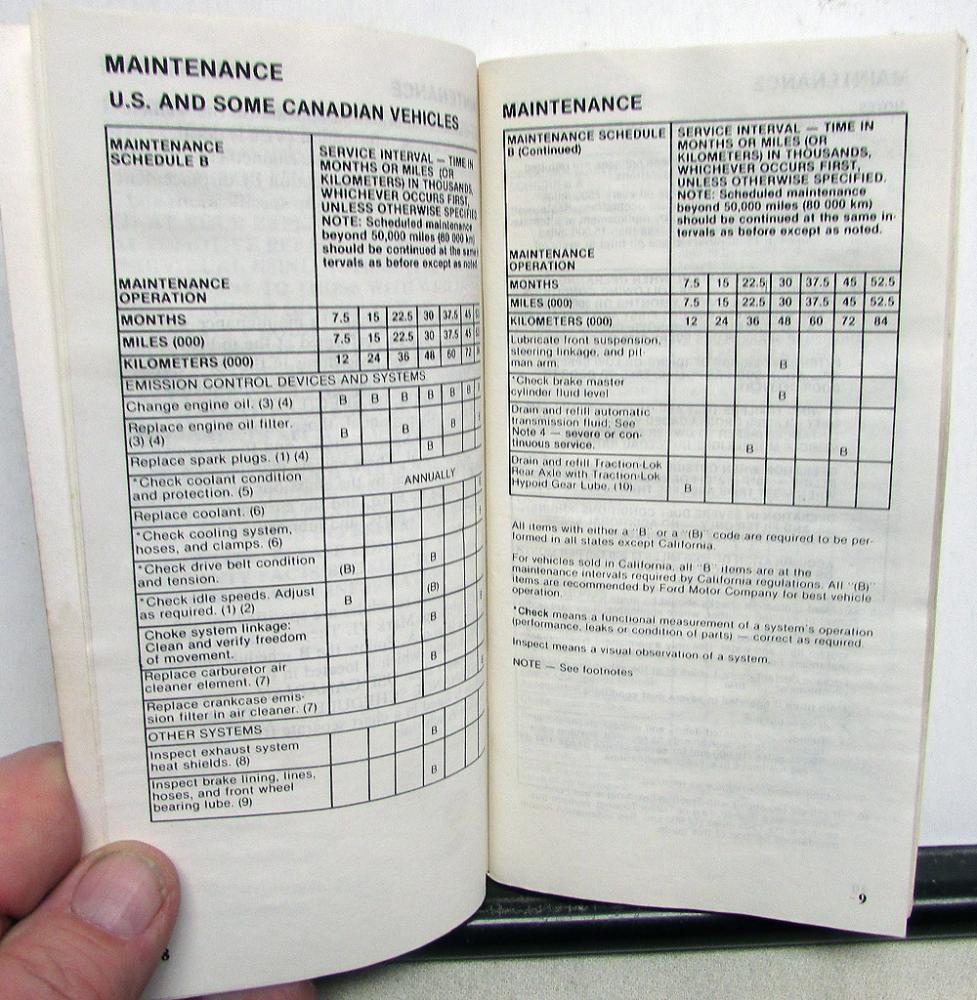 MAINTENANCE
U.S. AND SOME CANADIAN VEHICLES
MAINTENANCE
SCHEDULE B
SERVICE INTERVAL — TIME IN
MONTHS OR MILES (OR
KILOMETERS) IN THOUSANDS,
WHICHEVER OCCURS FIRST,
UNLESS OTHERWISE SPECIFIED
NOTE: Scheduled maintenance
beyond 50,000 miles (80 000 km)
should be continued at the same
tervals as before except as noted
MAINTENANCE
OPERATION
MONTHS 7.5 15 22.5 30 37.5 45
MILES (000) 7.5 15 22.5 30 37.5 45
KILOMETERS (000) 12 24 36 48 60 72
EMISSION CONTROL DEVICES AND SYSTEMS
Change engine oil. (3) (4) B B B B B B
Replace engine oil filter.
(3) (4) B B B
Replace spark plugs. (1) (4) B
*Check coolant condition
and protection. (5) ANNUALLY
Replace coolant. (6)
*Check cooling system,
hoses, and clamps. (6)
*Check drive belt condition
and tension. (B) B
*Check idle speeds. Adjust
as required. (1) (2) B (B)
Choke system linkage:
Clean and verify freedom
of movement. B
Replace carburetor air
cleaner element. (7) B
Replace crankcase emis-
sion filter in air cleaner. (7)
OTHER SYSTEMS
Inspect exhaust system
heat shields. (8) B
Inspect brake lining, lines,
hoses, and front wheel
bearing lube. (9) B
8
MAINTENANCE
MAINTENANCE SCHEDULE
B (Continued)
SERVICE INTERVAL — TIME IN
MONTHS OR MILES (OR
KILOMETERS) IN THOUSANDS,
WHICHEVER OCCURS FIRST,
UNLESS OTHERWISE SPECIFIED.
NOTE: Scheduled maintenance
beyond 50,000 miles (80 000 km)
should be continued at the same in-
tervals as before except as noted.
MAINTENANCE
OPERATION
MONTHS 7.5 15 22.5 30 37.5 45 52.5
MILES (000) 7.5 15 22.5 30 37.5 45 52.5
KILOMETERS (000) 12 24 36 48 60 72 84
Lubricate front suspension,
steering linkage, and pit-
man arm. B
*Check brake master
cylinder fluid level B
Drain and refill automatic
transmission fluid; See
Note 4 — severe or con-
tinuous service. B B
Drain and refill Traction-Lok
Rear Axle with Traction-Lok
Hypoid Gear Lube. (10) B
All items with either a "B" or a "(B)" code are required to be per-
formed in all states except California.
For vehicles sold in California, all "B" items are at the
maintenance intervals required by California regulations. All "(B)"
items are recommended by Ford Motor Company for best vehicle
operation.
*Check means a functional measurement of a system's operation
(performance, leaks or condition of parts) — correct as required.
Inspect means a visual observation of a system.
NOTE — See footnotes
9